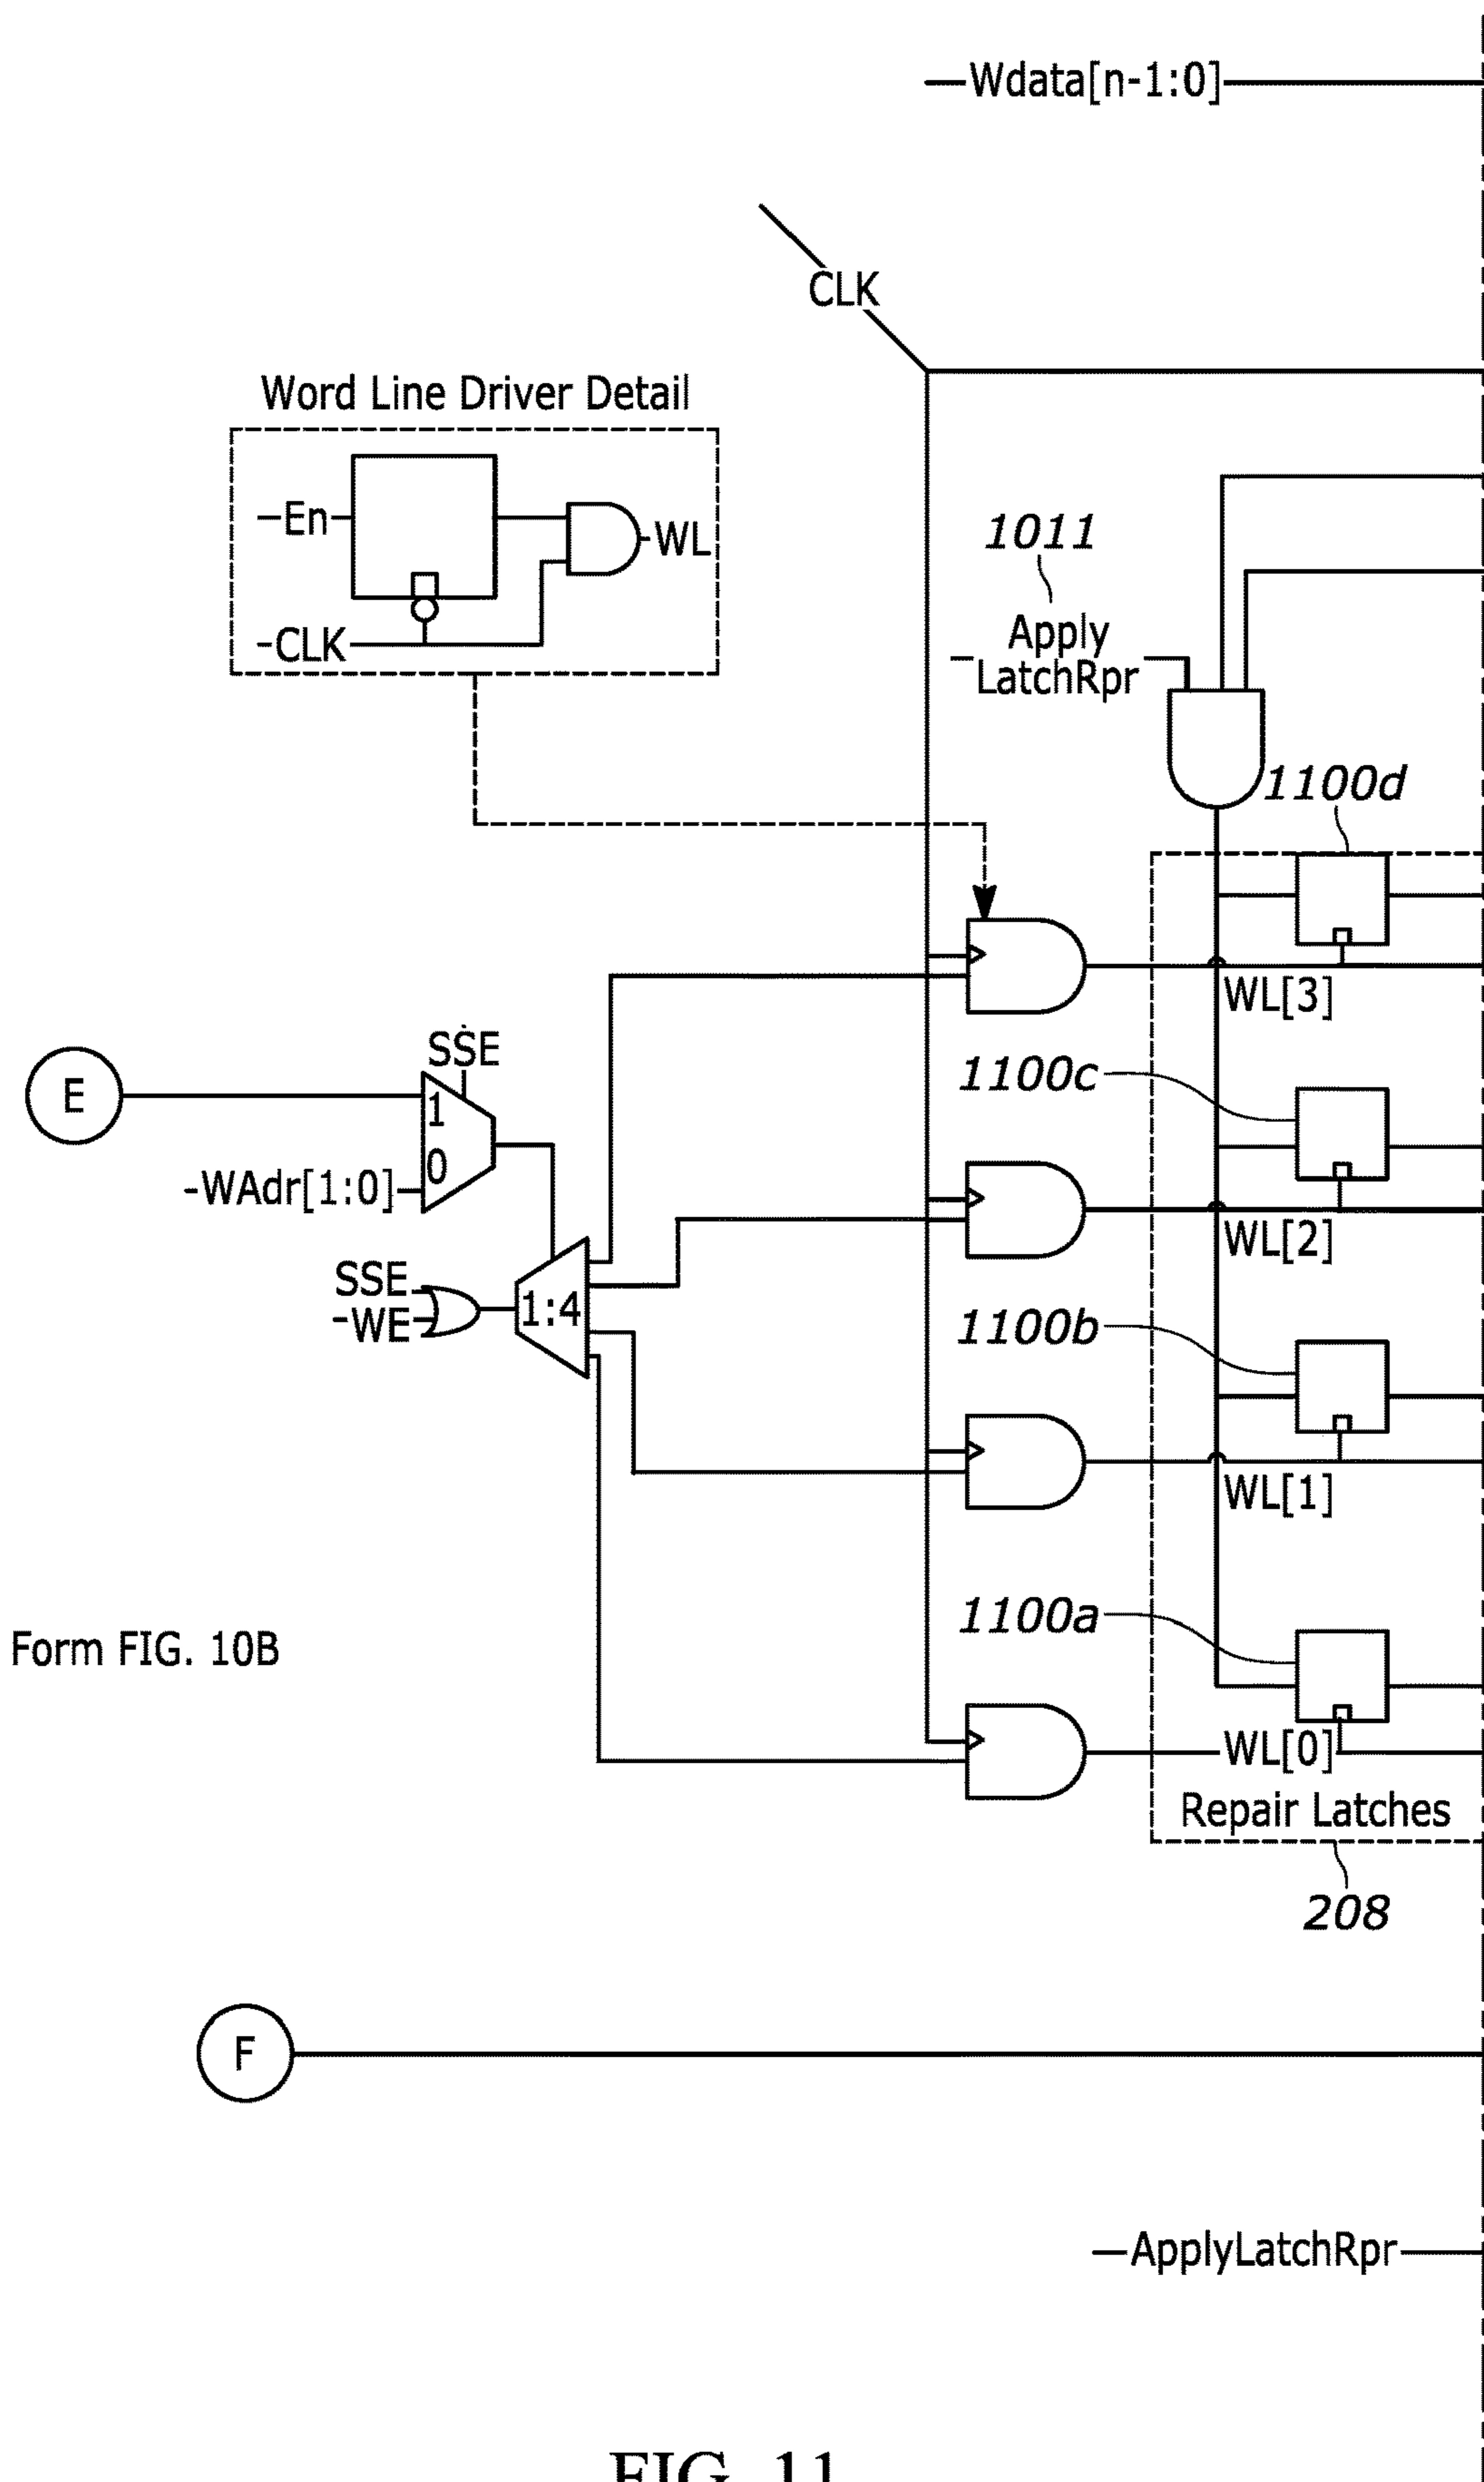 Wdata[n-1:0]
CLK
Word Line Driver Detail
En
WL
-CLK
1011
Apply
LatchRpr
1100d
WL[3]
SSE
E
1
0
-WAdr[1:0]
1100c
WL[2]
SSE
-WE
1:4
1100b
WL[1]
1100a
Form FIG. 10B
WL[0]
Repair Latches
208
F
ApplyLatchRpr
FIG. 11